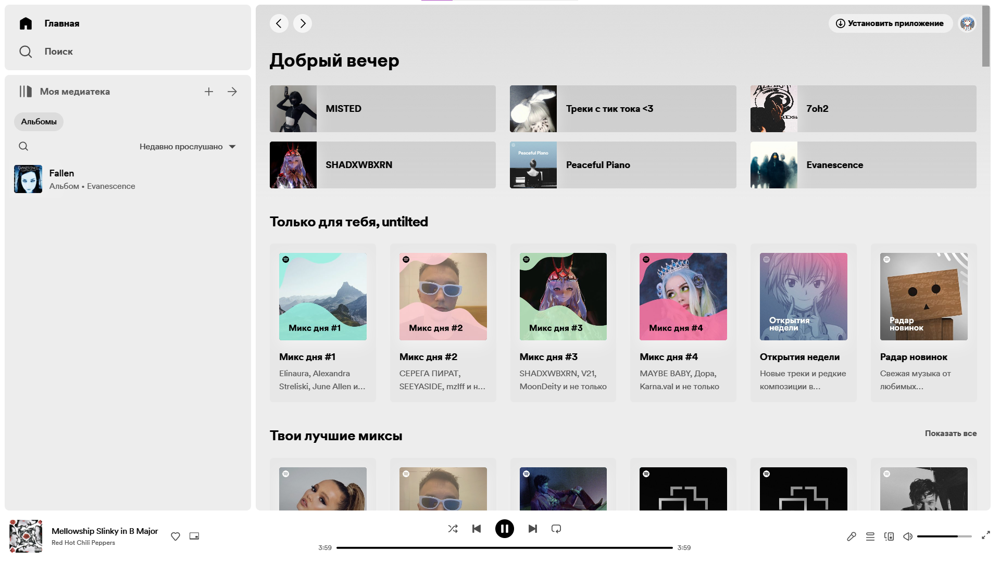 Главная
Поиск
Моя медиатека
Альбомы
Недавно прослушано
Fallen
Альбом • Evanescence
Установить приложение
Добрый вечер
MISTED
Треки с тик тока <3
7oh2
SHADXWBXRN
Peaceful Piano
Peaceful Piano
Evanescence
Только для тебя, untilted
Микс дня #1
Микс дня #1
Elinaura, Alexandra
Streliski, June Allen и…
Микс дня #2
Микс дня #2
СЕРЕГА ПИРАТ,
SEEYASIDE, mzlff и н…
Микс дня #3
Микс дня #3
SHADXWBXRN, V21,
MoonDeity и не только
Микс дня #4
Микс дня #4
MAYBE BABY, Дора,
Karna.val и не только
Открытия
недели
Открытия недели
Новые треки и редкие
композиции в…
Радар
новинок
Радар новинок
Свежая музыка от
любимых…
Твои лучшие миксы
Показать все
Mellowship Slinky in B Major
Red Hot Chili Peppers
3:59
3:59